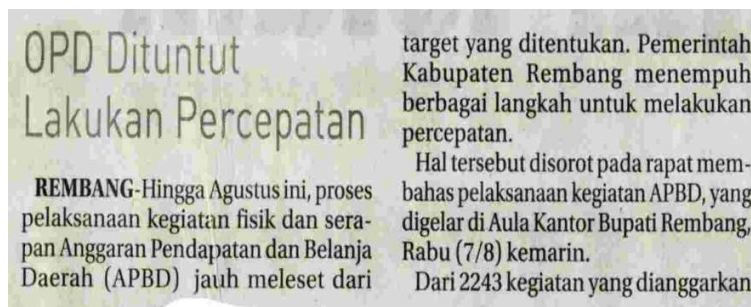 OPD Dituntut
Lakukan Percepatan
REMBANG-Hingga Agustus ini, proses
pelaksanaan kegiatan fisik dan sera-
pan Anggaran Pendapatan dan Belanja
Daerah (APBD) jauh meleset dari
target yang ditentukan. Pemerintah
Kabupaten Rembang menempuh
berbagai langkah untuk melakukan
percepatan.
Hal tersebut disorot pada rapat mem-
bahas pelaksanaan kegiatan APBD, yang
digelar di Aula Kantor Bupati Rembang,
Rabu (7/8) kemarin.
Dari 2243 kegiatan yang dianggarkan